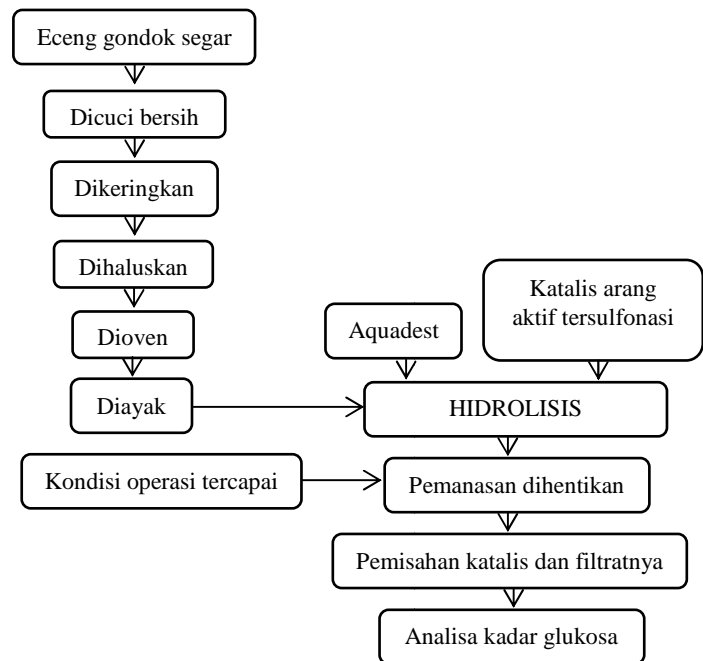 Eceng gondok segar
Dicuci bersih
Dikeringkan
Dihaluskan
Dioven
Diayak
Aquadest
Katalis arang
aktif tersulfonasi
HIDROLISIS
Kondisi operasi tercapai
Pemanasan dihentikan
Pemisahan katalis dan filtratnya
Analisa kadar glukosa